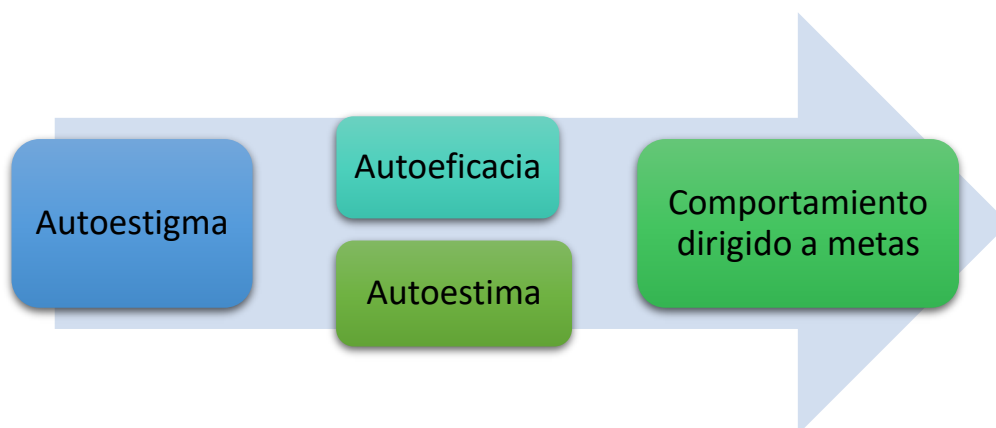 Autoestigma
Autoeficacia
Autoestima
Comportamiento
dirigido a metas